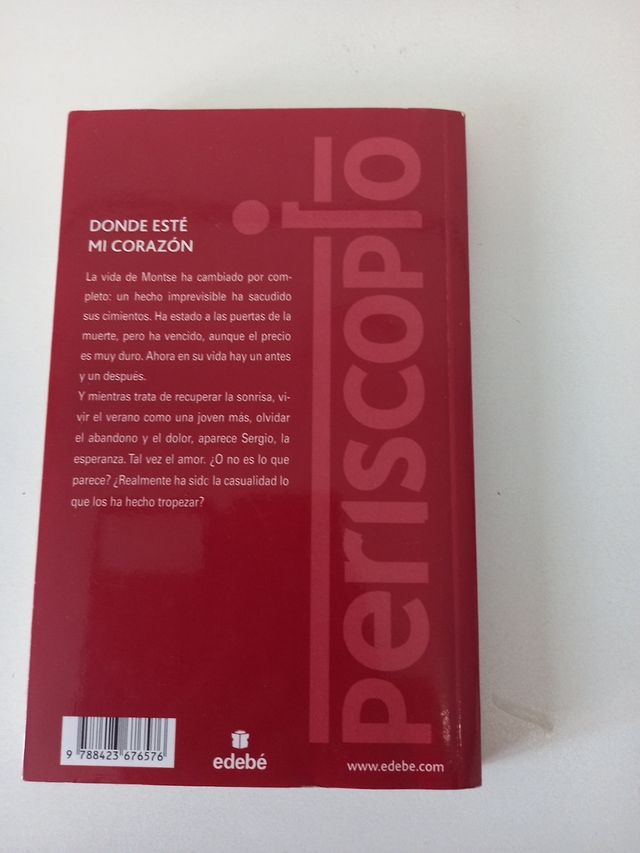 DONDE ESTÉ
MI CORAZÓN
La vida de Montse ha cambiado por com-
pleto: un hecho imprevisible ha sacudido
sus cimientos. Ha estado a las puertas de la
muerte, pero ha vencido, aunque el precio
es muy duro. Ahora en su vida hay un antes
y un después.
Y mientras trata de recuperar la sonrisa, vi-
vir el verano como una joven más, olvidar
el abandono y el dolor, aparece Sergio, la
esperanza. Tal vez el amor. ¿O no es lo que
parece? ¿Realmente ha sido la casualidad lo
que los ha hecho tropezar?
periscopio
9 788423 676576
edebé
www.edebe.com